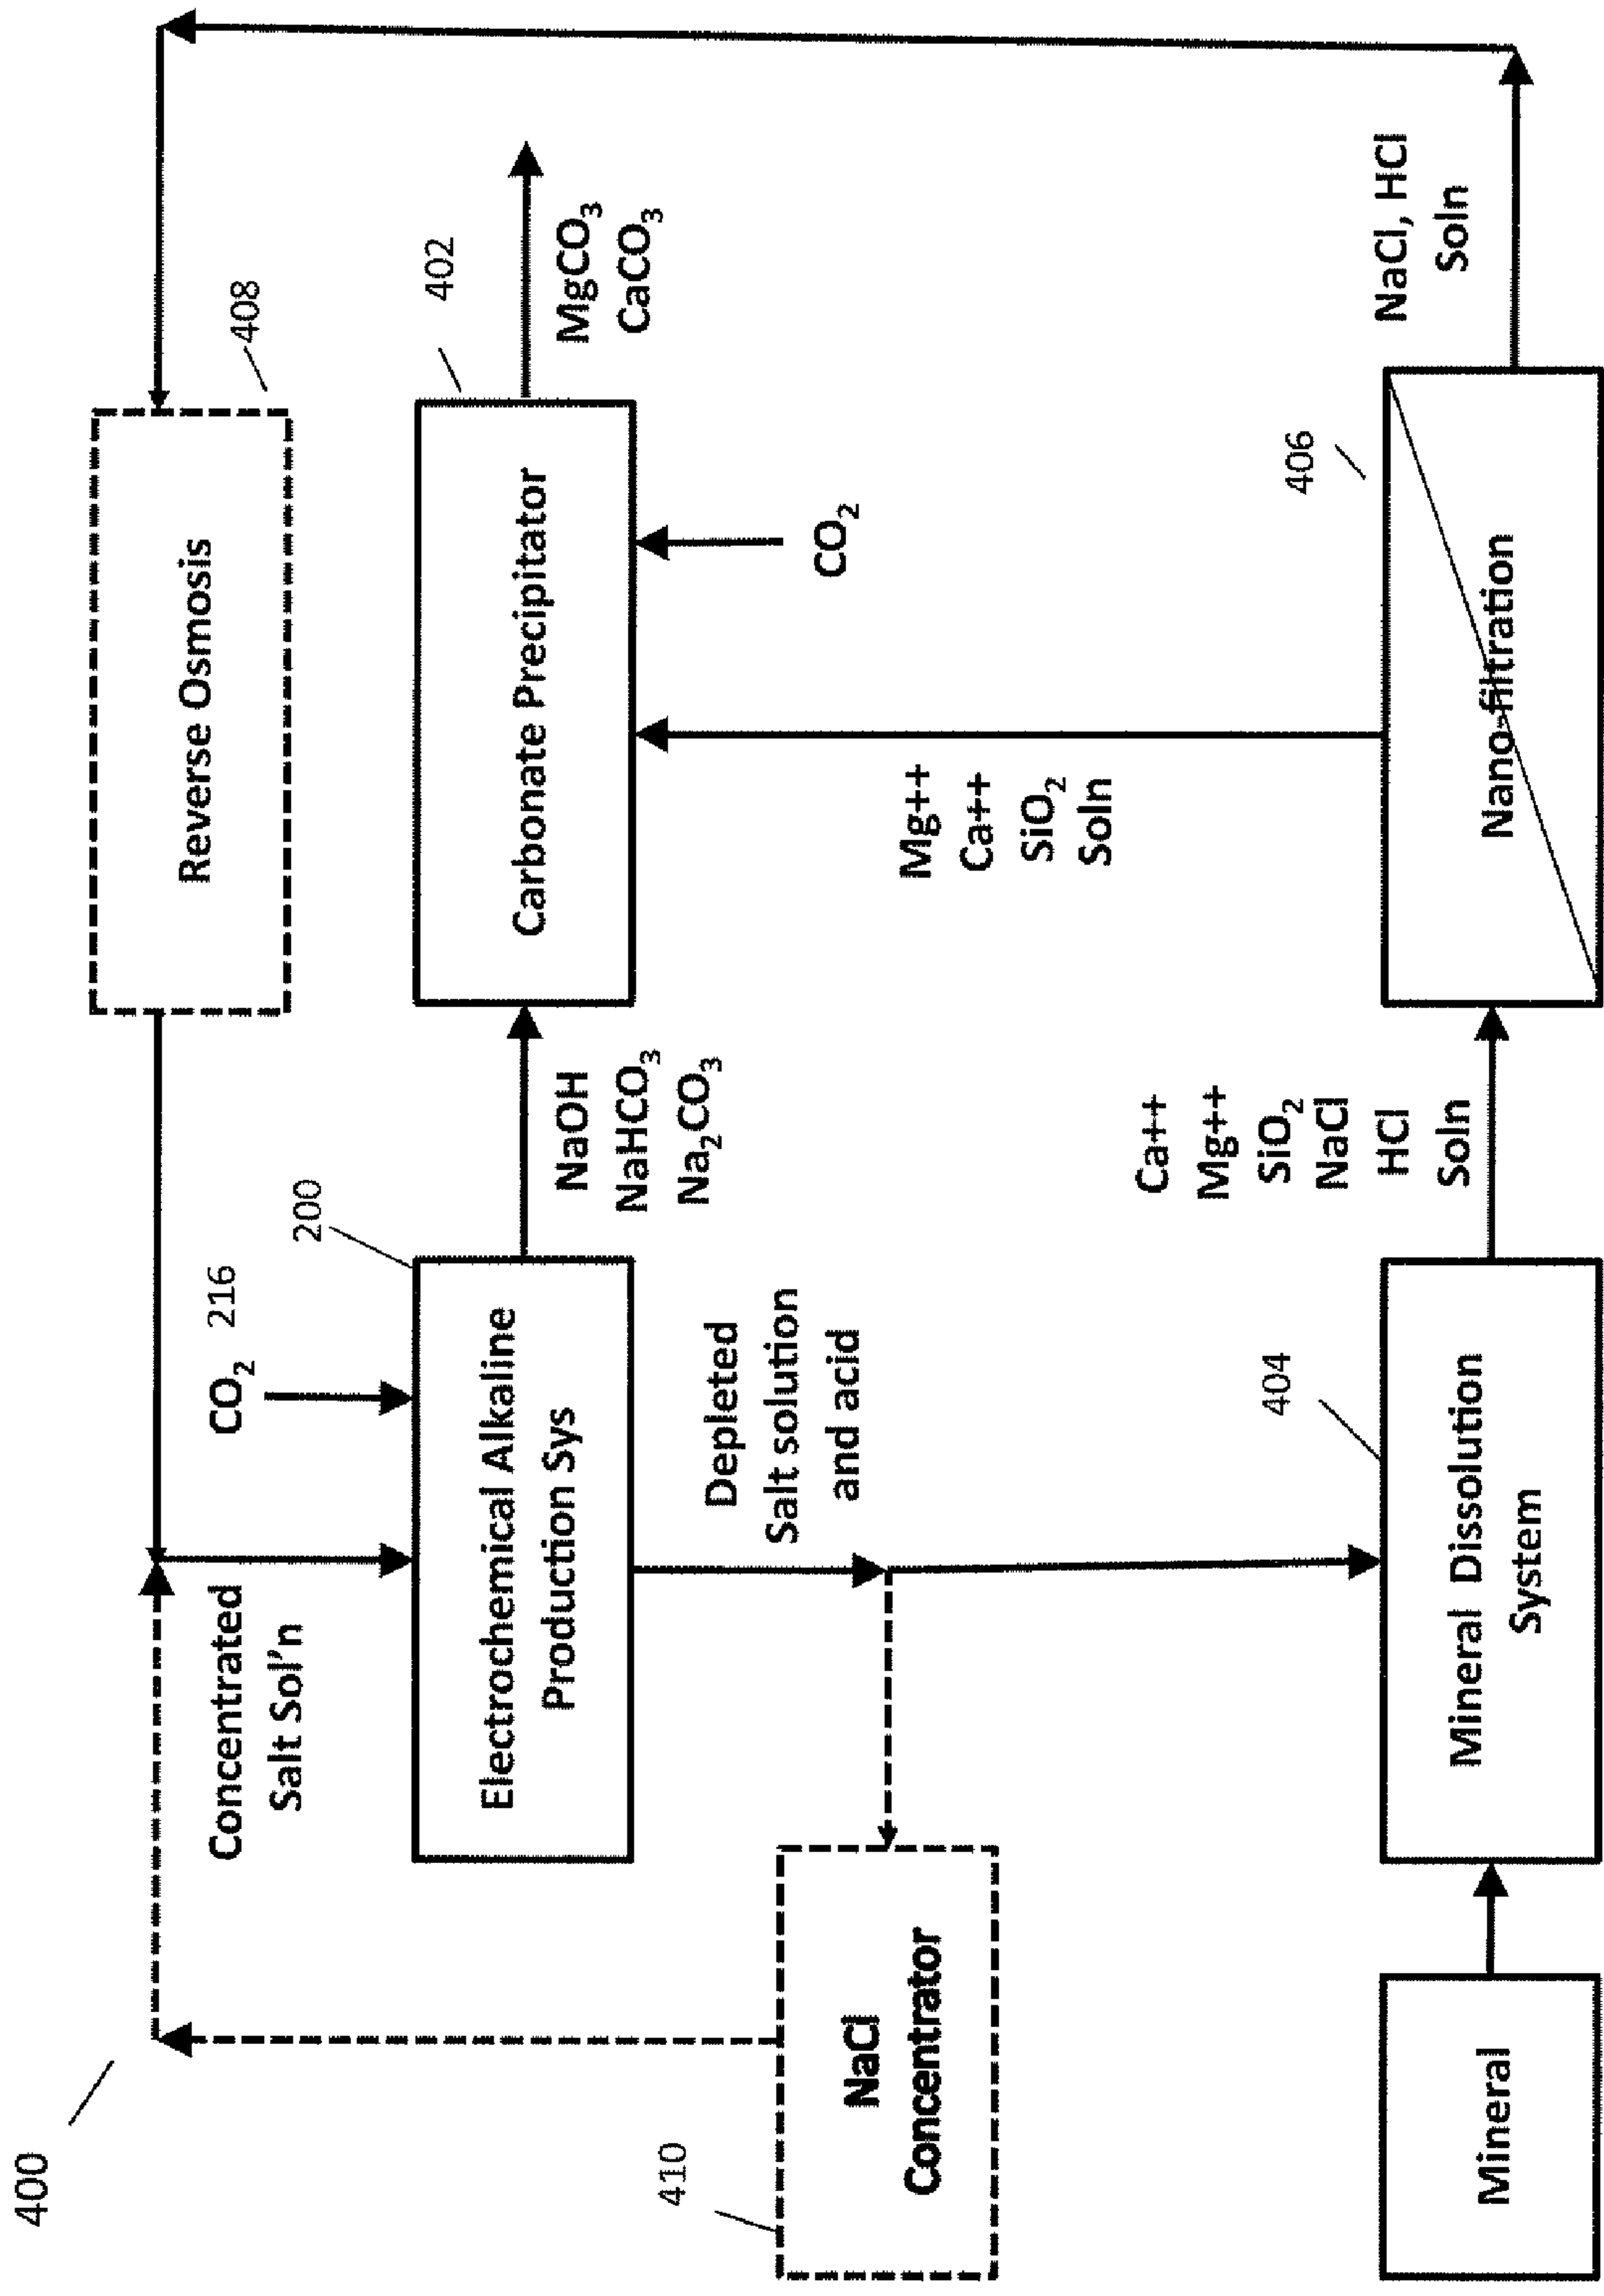 400
408
Reverse Osmosis
CO₂ 216
Concentrated
Salt Sol'n
200
402
Electrochemical Alkaline
Production Sys
NaOH
NaHCO₃
Na₂CO₃
Carbonate Precipitator
MgCO₃
CaCO₃
410
NaCl
Concentrator
Depleted
Salt solution
and acid
CO₂
Mg++
Ca++
SiO₂
Soln
404
406
Mineral
Mineral Dissolution
System
Ca++
Mg++
SiO₂
NaCl
HCl
Soln
Nano-filtration
NaCl, HCl
Soln